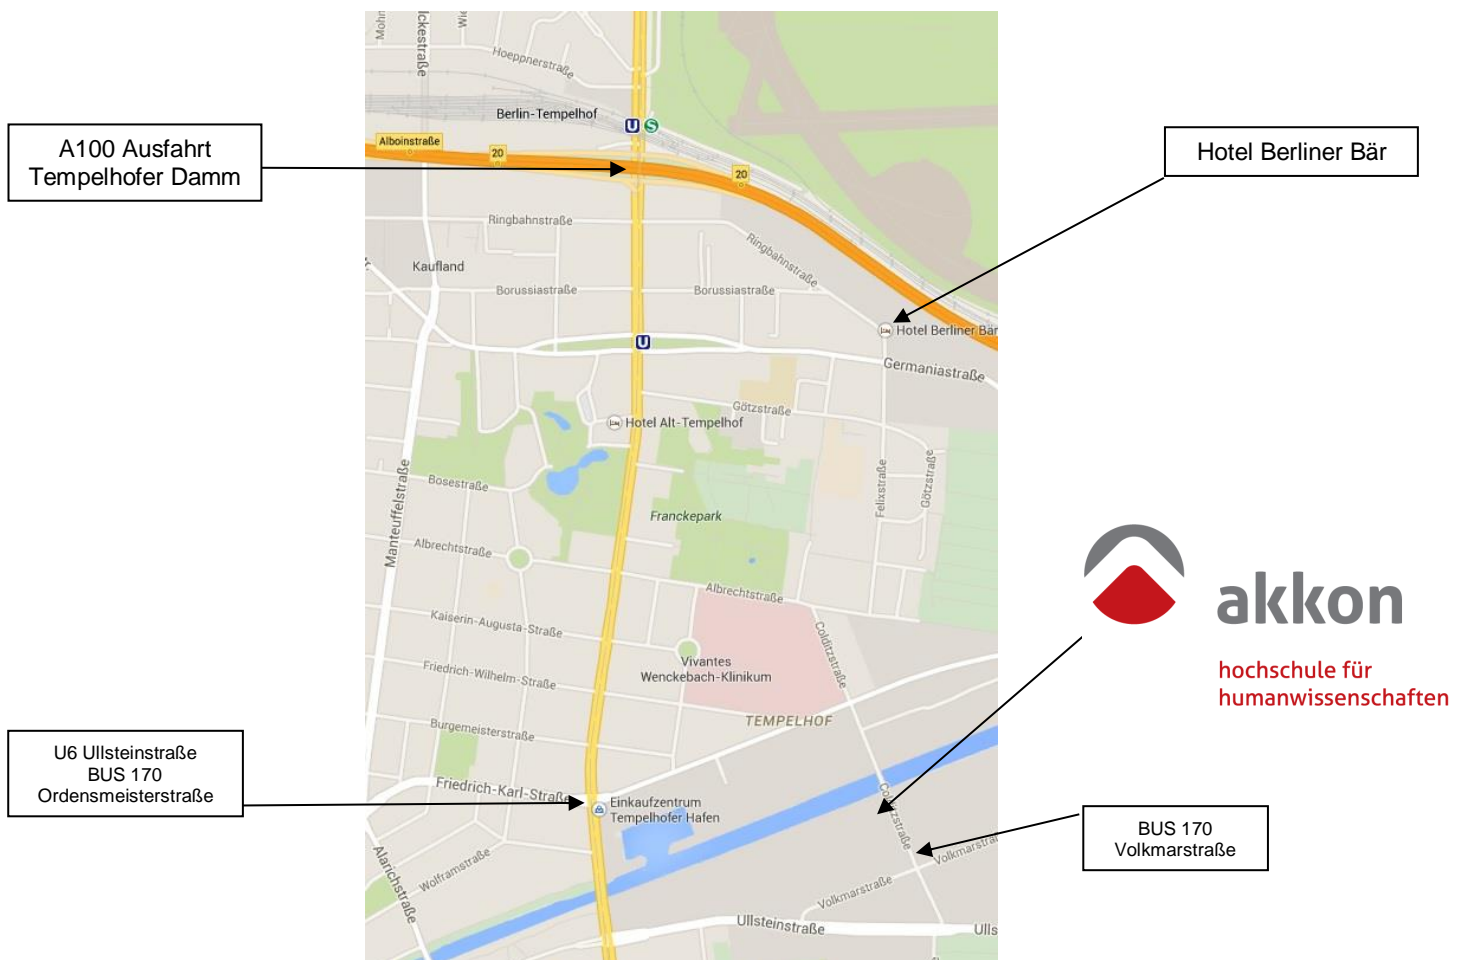 A100 Ausfahrt
Tempelhofer Damm
Hotel Berliner Bär
Hoeppnerstraße
Berlin-Tempelhof
U
S
Alboinstraße
20
20
Ringbahnstraße
Ringbahnstraße
Kaufland
Borussiastraße
Borussiastraße
Hotel Berliner Bär
U
Germaniastraße
Götzstraße
Hotel Alt-Tempelhof
Manteuffelstraße
Bosestraße
Felixstraße
Götzstraße
Franckepark
Albrechtstraße
Albrechtstraße
Kaiserin-Augusta-Straße
Colditzstraße
Friedrich-Wilhelm-Straße
Vivantes
Wenckebach-Klinikum
TEMPELHOF
Burgemeisterstraße
akkon
hochschule für
humanwissenschaften
U6 Ullsteinstraße
BUS 170
Ordensmeisterstraße
Friedrich-Karl-Straße
Einkaufzentrum
Tempelhofer Hafen
Colditzstraße
BUS 170
Volkmarstraße
Volkmarstraße
Volkmarstraße
Wolframstraße
Alarichstraße
Ullsteinstraße
Ulls